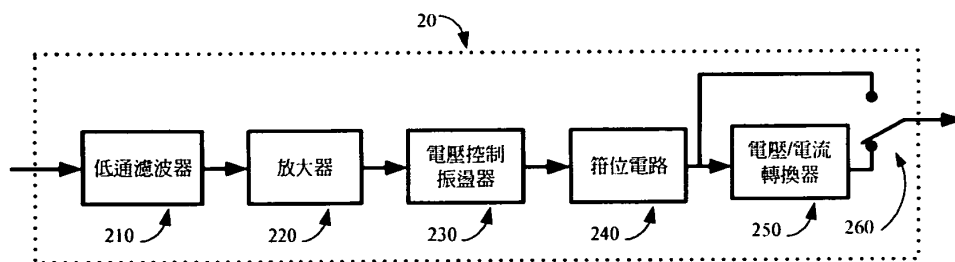 20
低通濾波器
放大器
電壓控制
振盪器
箝位電路
電壓/電流
轉換器
210
220
230
240
250
260